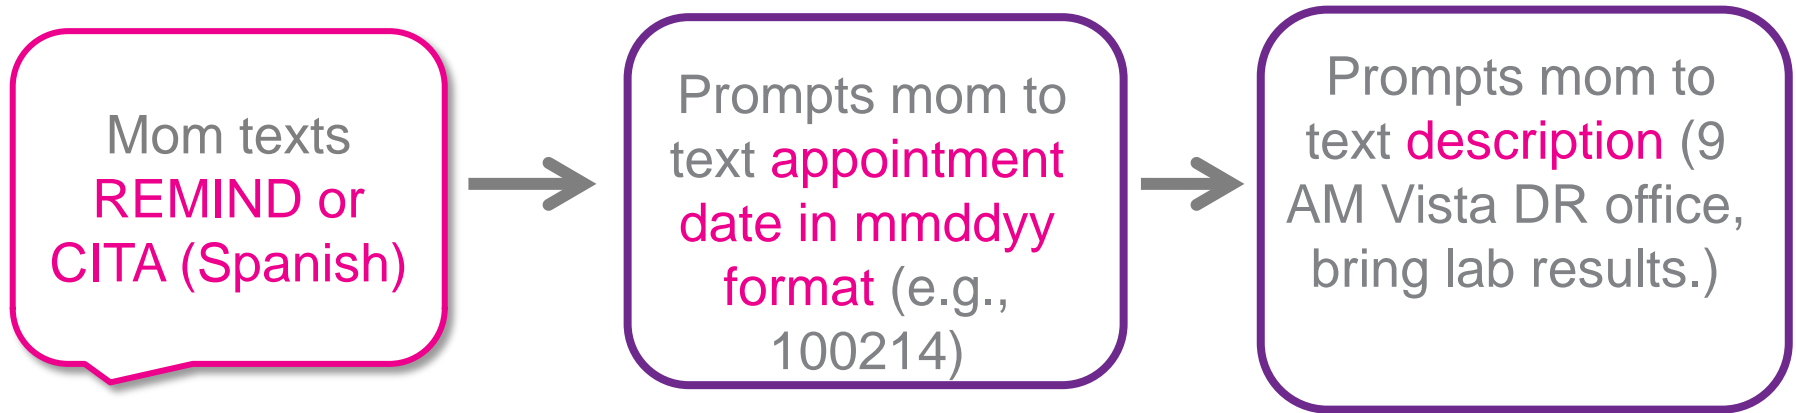 Mom texts
REMIND or
CITA (Spanish)
Prompts mom to
text appointment
date in mmddyy
format (e.g.,
100214)
Prompts mom to
text description (9
AM Vista DR office,
bring lab results.)